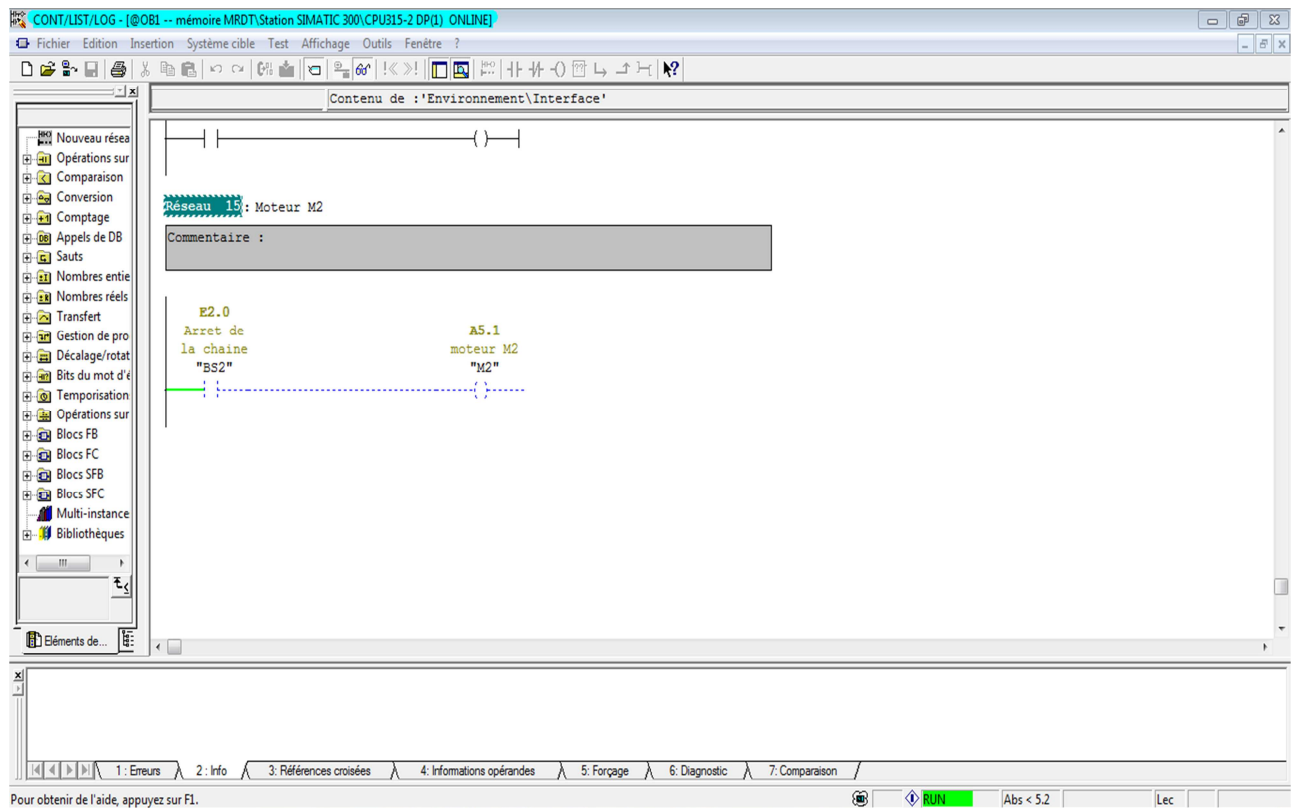 CONT/LIST/LOG - [@OB1 -- mémoire MRDT\Station SIMATIC 300\CPU315-2 DP(1) ONLINE]
Fichier Edition Insertion Système cible Test Affichage Outils Fenêtre ?
Contenu de :'Environnement\Interface'
Nouveau résea
Opérations sur
Comparaison
Conversion
Comptage
Appels de DB
Sauts
Nombres entie
Nombres réels
Transfert
Gestion de pro
Décalage/rotat
Bits du mot d'é
Temporisation
Opérations sur
Blocs FB
Blocs FC
Blocs SFB
Blocs SFC
Multi-instance
Bibliothèques
Eléments de...
Réseau 15 : Moteur M2
Commentaire :
E2.0
Arret de
la chaine
"BS2"
A5.1
moteur M2
"M2"
1 : Erreurs 2 : Info 3: Références croisées 4: Informations opérandes 5: Forçage 6: Diagnostic 7: Comparaison
Pour obtenir de l'aide, appuyez sur F1. RUN Abs < 5.2 Lec